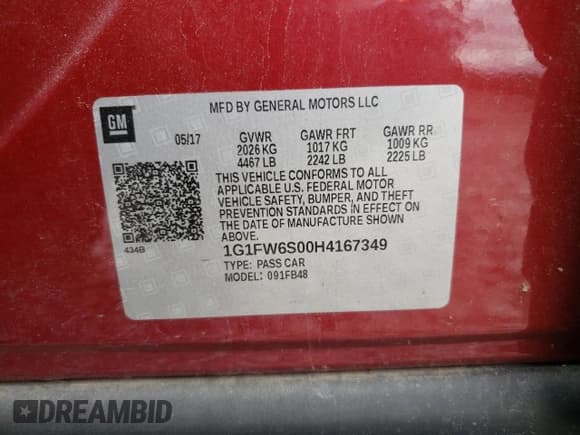 MFD BY GENERAL MOTORS LLC
GM
05/17 GVWR GAWR FRT GAWR RR
2026 KG 1017 KG 1009 KG
4467 LB 2242 LB 2225 LB
THIS VEHICLE CONFORMS TO ALL
APPLICABLE U.S. FEDERAL MOTOR
VEHICLE SAFETY, BUMPER, AND THEFT
PREVENTION STANDARDS IN EFFECT ON
THE DATE OF MANUFACTURE SHOWN
ABOVE.
434B
1G1FW6S00H4167349
TYPE: PASS CAR
MODEL: 091FB48
DREAMBID